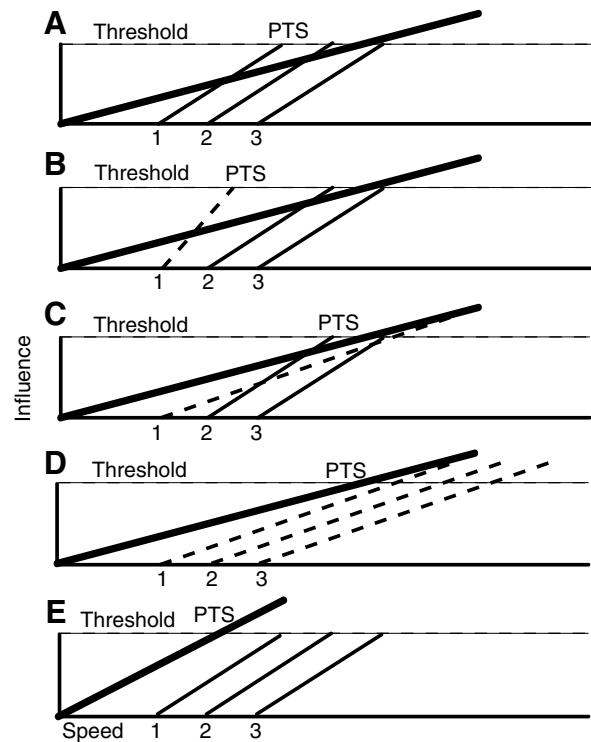 A
Threshold PTS
1 2 3
B
Threshold PTS
1 2 3
C
Threshold PTS
1 2 3
Influence
D
Threshold PTS
1 2 3
E
Threshold PTS
Speed 1 2 3